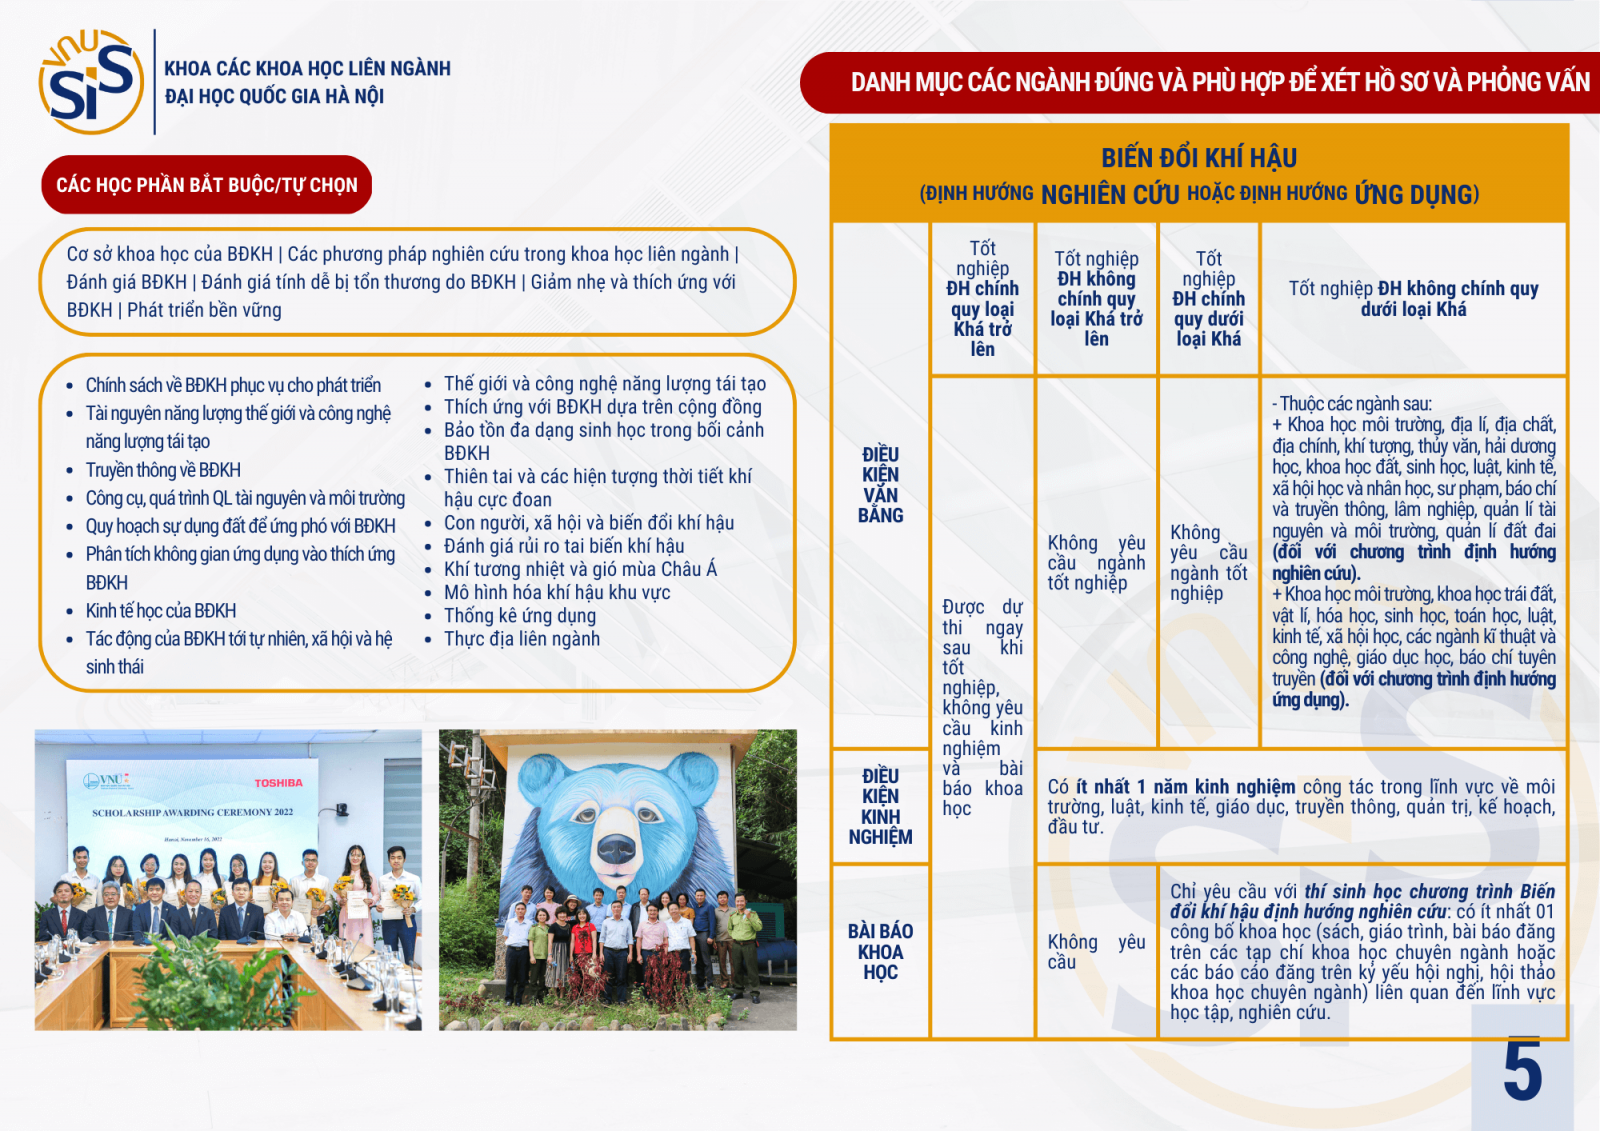 VNU
SiS
KHOA CÁC KHOA HỌC LIÊN NGÀNH
ĐẠI HỌC QUỐC GIA HÀ NỘI
CÁC HỌC PHẦN BẮT BUỘC/TỰ CHỌN
Cơ sở khoa học của BĐKH | Các phương pháp nghiên cứu trong khoa học liên ngành |
Đánh giá BĐKH | Đánh giá tính dễ bị tổn thương do BĐKH | Giảm nhẹ và thích ứng với
BĐKH | Phát triển bền vững
• Chính sách về BĐKH phục vụ cho phát triển
• Tài nguyên năng lượng thế giới và công nghệ
năng lượng tái tạo
• Truyền thông về BĐKH
• Công cụ, quá trình QL tài nguyên và môi trường
• Quy hoạch sự dụng đất để ứng phó với BĐKH
• Phân tích không gian ứng dụng vào thích ứng
BĐKH
• Kinh tế học của BĐKH
• Tác động của BĐKH tới tự nhiên, xã hội và hệ
sinh thái
• Thế giới và công nghệ năng lượng tái tạo
• Thích ứng với BĐKH dựa trên cộng đồng
• Bảo tồn đa dạng sinh học trong bối cảnh
BĐKH
• Thiên tai và các hiện tượng thời tiết khí
hậu cực đoan
• Con người, xã hội và biến đổi khí hậu
• Đánh giá rủi ro tai biến khí hậu
• Khí tương nhiệt và gió mùa Châu Á
• Mô hình hóa khí hậu khu vực
• Thống kê ứng dụng
• Thực địa liên ngành
VNU
TOSHIBA
SCHOLARSHIP AWARDING CEREMONY 2022
Hanoi, November 16, 2022
DANH MỤC CÁC NGÀNH ĐÚNG VÀ PHÙ HỢP ĐỂ XÉT HỒ SƠ VÀ PHỎNG VẤN
BIẾN ĐỔI KHÍ HẬU
(ĐỊNH HƯỚNG NGHIÊN CỨU HOẶC ĐỊNH HƯỚNG ỨNG DỤNG)
Tốt
nghiệp
ĐH chính
quy loại
Khá trở
lên
Tốt nghiệp
ĐH không
chính quy
loại Khá trở
lên
Tốt
nghiệp
ĐH chính
quy dưới
loại Khá
Tốt nghiệp ĐH không chính quy
dưới loại Khá
ĐIỀU
KIỆN
VĂN
BẰNG
Được dự
thi ngay
sau khi
tốt
nghiệp,
không yêu
cầu kinh
nghiệm
và bài
báo khoa
học
Không yêu
cầu ngành
tốt nghiệp
Không
yêu cầu
ngành tốt
nghiệp
- Thuộc các ngành sau:
+ Khoa học môi trường, địa lí, địa chất,
địa chính, khí tượng, thủy văn, hải dương
học, khoa học đất, sinh học, luật, kinh tế,
xã hội học và nhân học, sư phạm, báo chí
và truyền thông, lâm nghiệp, quản lí tài
nguyên và môi trường, quản lí đất đai
(đối với chương trình định hướng
nghiên cứu).
+ Khoa học môi trường, khoa học trái đất,
vật lí, hóa học, sinh học, toán học, luật,
kinh tế, xã hội học, các ngành kĩ thuật và
công nghệ, giáo dục học, báo chí tuyên
truyền (đối với chương trình định hướng
ứng dụng).
ĐIỀU
KIỆN
KINH
NGHIỆM
Có ít nhất 1 năm kinh nghiệm công tác trong lĩnh vực về môi
trường, luật, kinh tế, giáo dục, truyền thông, quản trị, kế hoạch,
đầu tư.
BÀI BÁO
KHOA
HỌC
Không yêu
cầu
Chỉ yêu cầu với thí sinh học chương trình Biến
đổi khí hậu định hướng nghiên cứu: có ít nhất 01
công bố khoa học (sách, giáo trình, bài báo đăng
trên các tạp chí khoa học chuyên ngành hoặc
các báo cáo đăng trên kỷ yếu hội nghị, hội thảo
khoa học chuyên ngành) liên quan đến lĩnh vực
học tập, nghiên cứu.
5